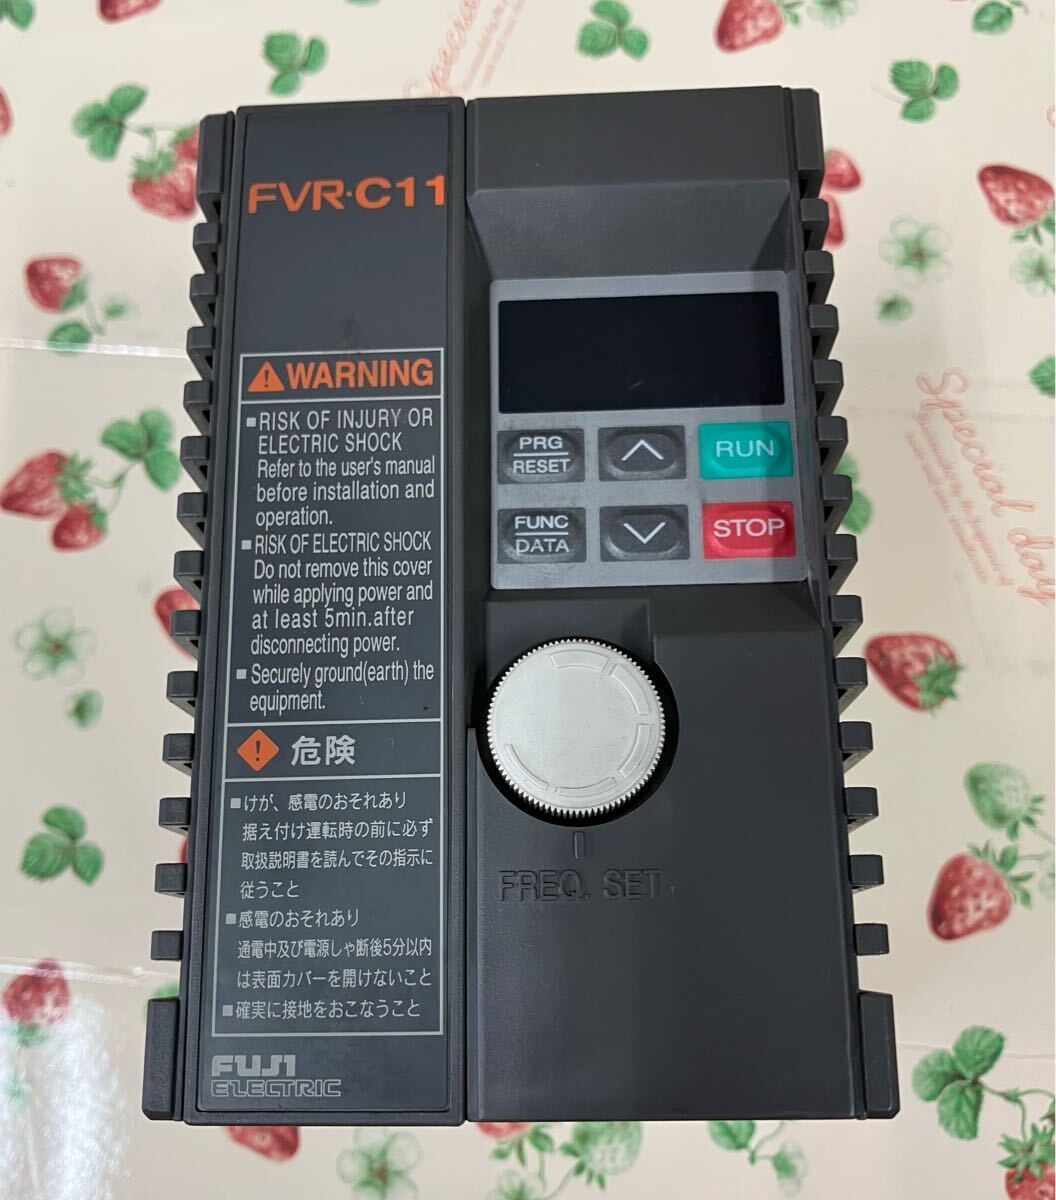 FVR·C11
WARNING
■RISK OF INJURY OR
ELECTRIC SHOCK
Refer to the user's manual
before installation and
operation.
■RISK OF ELECTRIC SHOCK
Do not remove this cover
while applying power and
at least 5min.after
disconnecting power.
■Securely ground(earth) the
equipment.
危険
■けが、感電のおそれあり
据え付け運転時の前に必ず
取扱説明書を読んでその指示に
従うこと
■感電のおそれあり
通電中及び電源しゃ断後5分以内
は表面カバーを開けないこと
■確実に接地をおこなうこと
FUJI
ELECTRIC
PRG
RESET
RUN
FUNC
DATA
STOP
FREQ. SET.
Special
Special day